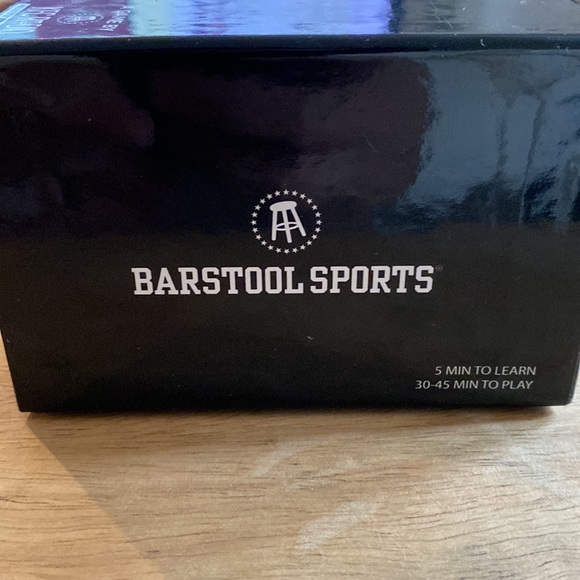 BARSTOOL SPORTS®
5 MIN TO LEARN
30-45 MIN TO PLAY